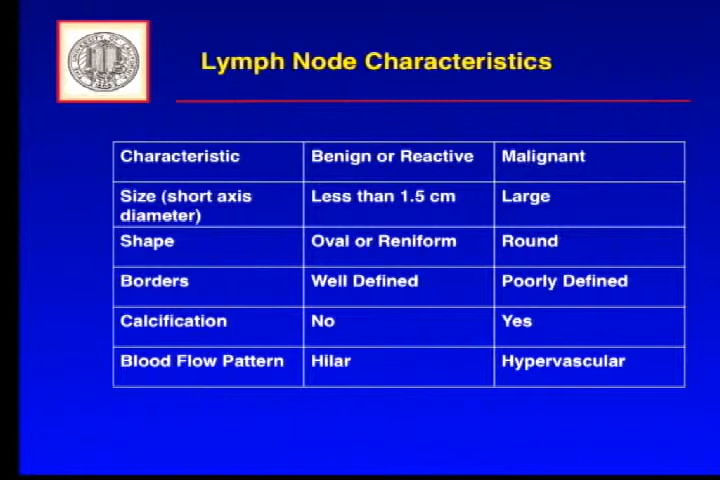 Lymph Node Characteristics
Characteristic Benign or Reactive Malignant
Size (short axis diameter) Less than 1.5 cm Large
Shape Oval or Reniform Round
Borders Well Defined Poorly Defined
Calcification No Yes
Blood Flow Pattern Hilar Hypervascular